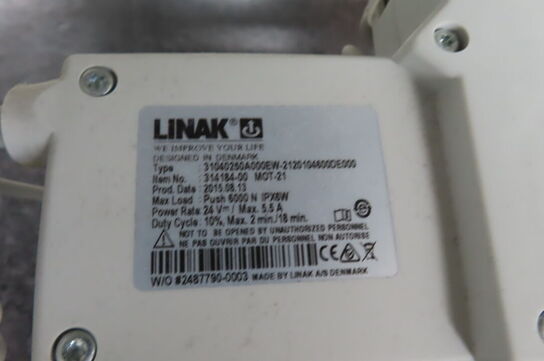 LINAK®
WE IMPROVE YOUR LIFE
DESIGNED IN DENMARK
Type : 31040250A000EW-2120104600DE000
Item No. : 314184-00 MOT-21
Prod. Date : 2015.08.13
Max Load : Push 6000 N IPX6W
Power Rate: 24 V⎓ / Max. 5.5 A
Duty Cycle: 10%, Max. 2 min./18 min.
NOT TO BE OPENED BY UNAUTHORIZED PERSONNEL
NE PAS OUVRIR PAR DU PERSONNEL NON AUTORISE
CE
W/O #2487790-0003 MADE BY LINAK A/S DENMARK